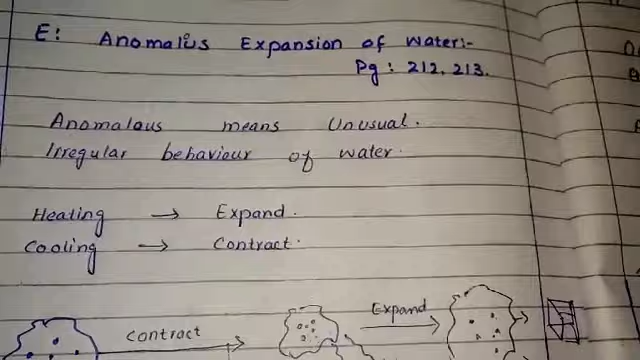 E: Anomalus Expansion of water:-
Pg: 212, 213.
Anomalous means Unusual.
Irregular behaviour of water.
Heating → Expand.
Cooling → Contract.
Contract
Expand